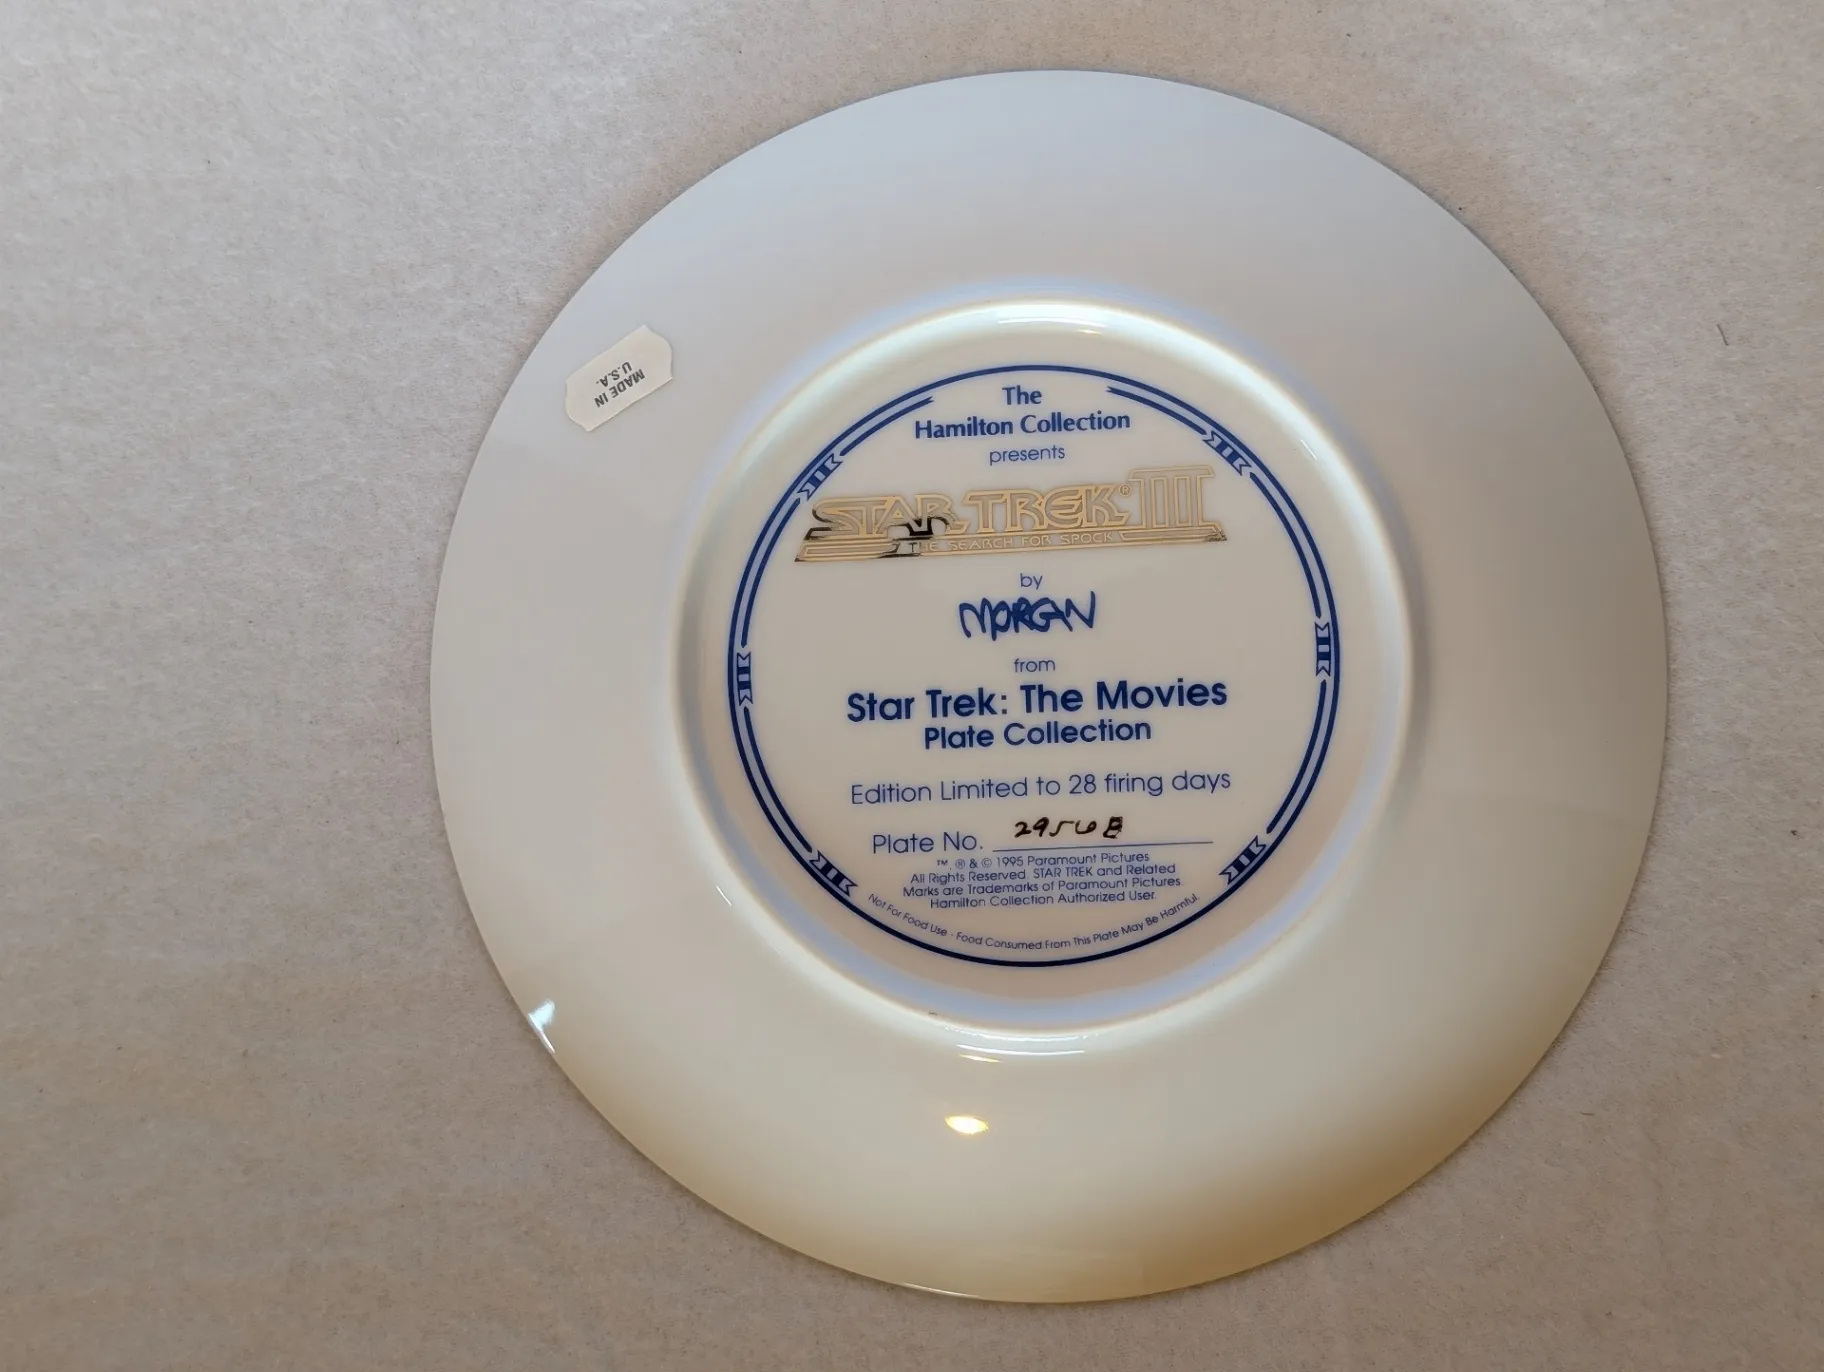 MADE IN
U.S.A.
The
Hamilton Collection
presents
STAR TREK® III
THE SEARCH FOR SPOCK
by
MORGAN
from
Star Trek: The Movies
Plate Collection
Edition Limited to 28 firing days
Plate No. 2956B
™, ® & © 1995 Paramount Pictures
All Rights Reserved. STAR TREK and Related
Marks are Trademarks of Paramount Pictures
Hamilton Collection Authorized User.
Not For Food Use - Food Consumed From This Plate May Be Harmful.